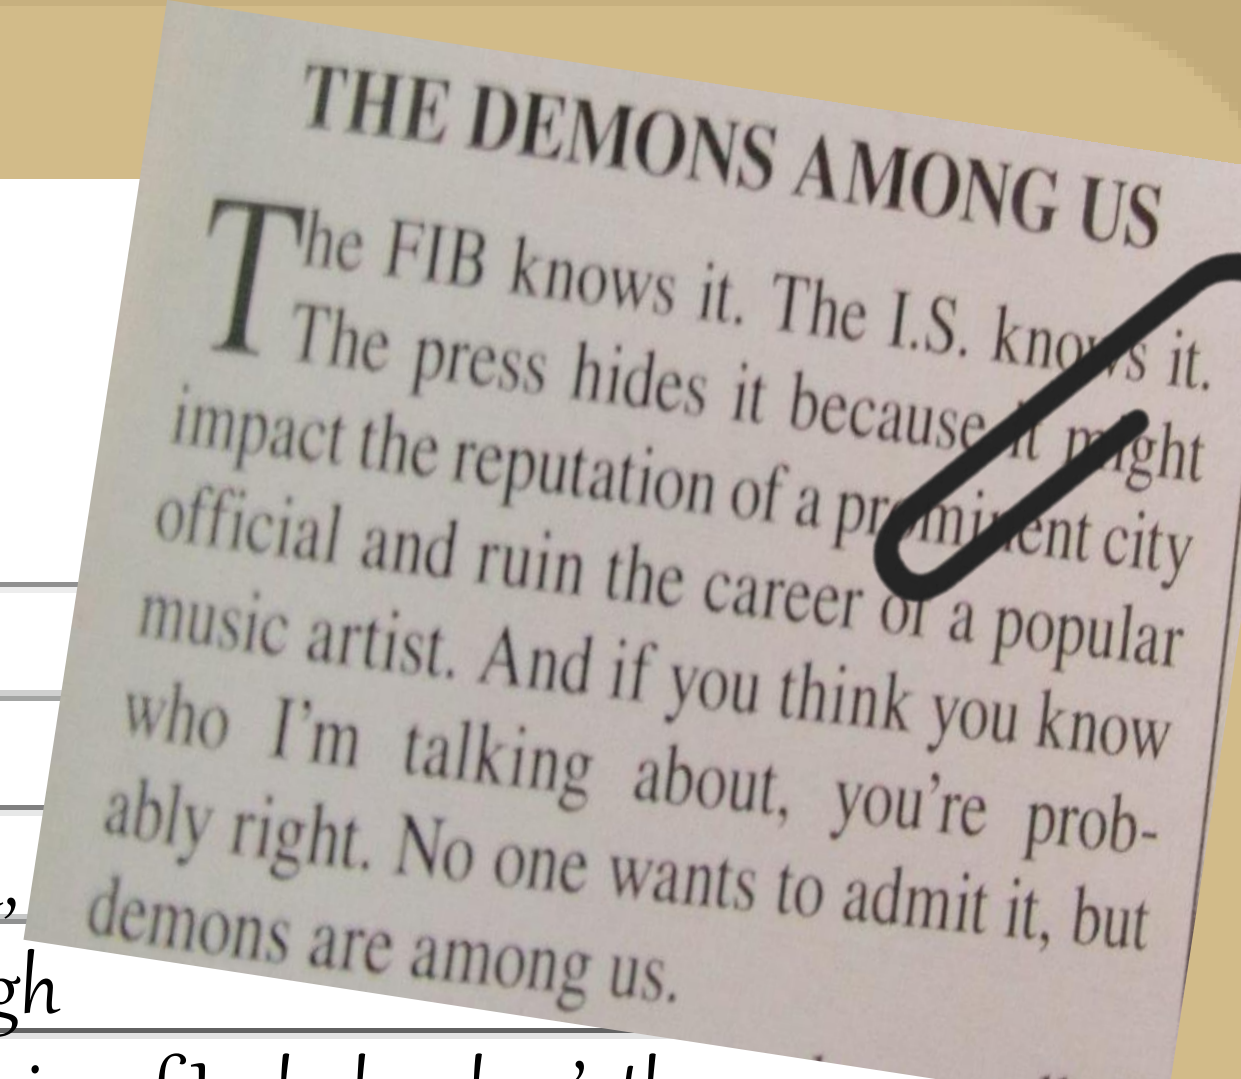 THE DEMONS AMONG US
The FIB knows it. The I.S. knows it.
The press hides it because it might
impact the reputation of a prominent city
official and ruin the career of a popular
music artist. And if you think you know
who I'm talking about, you're prob-
ably right. No one wants to admit it, but
demons are among us.
gh